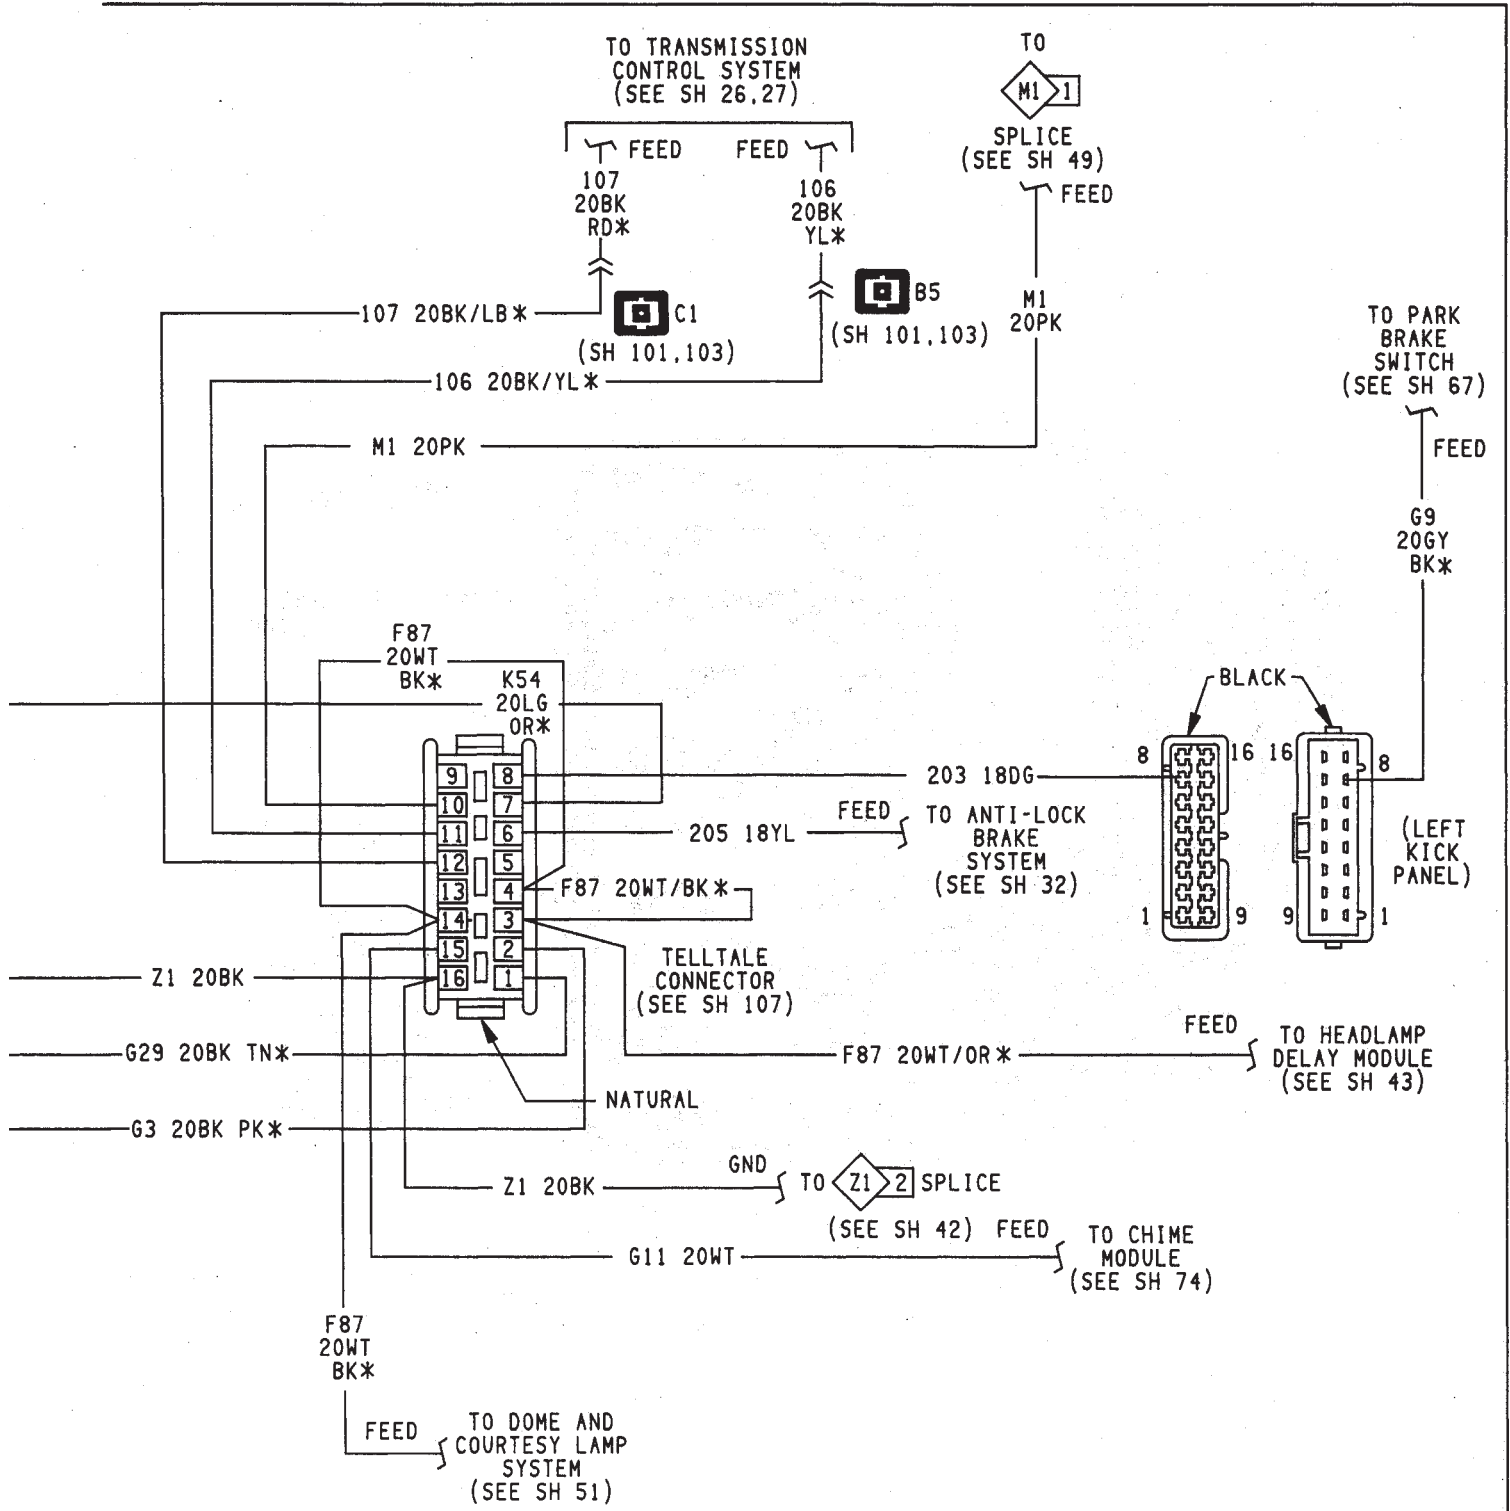 TO TRANSMISSION
CONTROL SYSTEM
(SEE SH 26,27)
TO
M1 1
SPLICE
(SEE SH 49)
FEED
FEED
FEED
107
20BK
RD*
106
20BK
YL*
C1
(SH 101,103)
B5
(SH 101,103)
M1
20PK
107 20BK/LB*
106 20BK/YL*
M1 20PK
TO PARK
BRAKE
SWITCH
(SEE SH 67)
FEED
G9
20GY
BK*
F87
20WT
BK*
K54
20LG
OR*
BLACK
9 8
10 7
11 6
12 5
13 4
14 3
15 2
16 1
203 18DG
8 16 16 8
1 9 9 1
(LEFT
KICK
PANEL)
205 18YL
FEED
TO ANTI-LOCK
BRAKE
SYSTEM
(SEE SH 32)
F87 20WT/BK*
TELLTALE
CONNECTOR
(SEE SH 107)
Z1 20BK
G29 20BK TN*
G3 20BK PK*
NATURAL
F87 20WT/OR*
FEED
TO HEADLAMP
DELAY MODULE
(SEE SH 43)
Z1 20BK
GND
TO Z1 2 SPLICE
(SEE SH 42)
G11 20WT
FEED
TO CHIME
MODULE
(SEE SH 74)
F87
20WT
BK*
FEED
TO DOME AND
COURTESY LAMP
SYSTEM
(SEE SH 51)